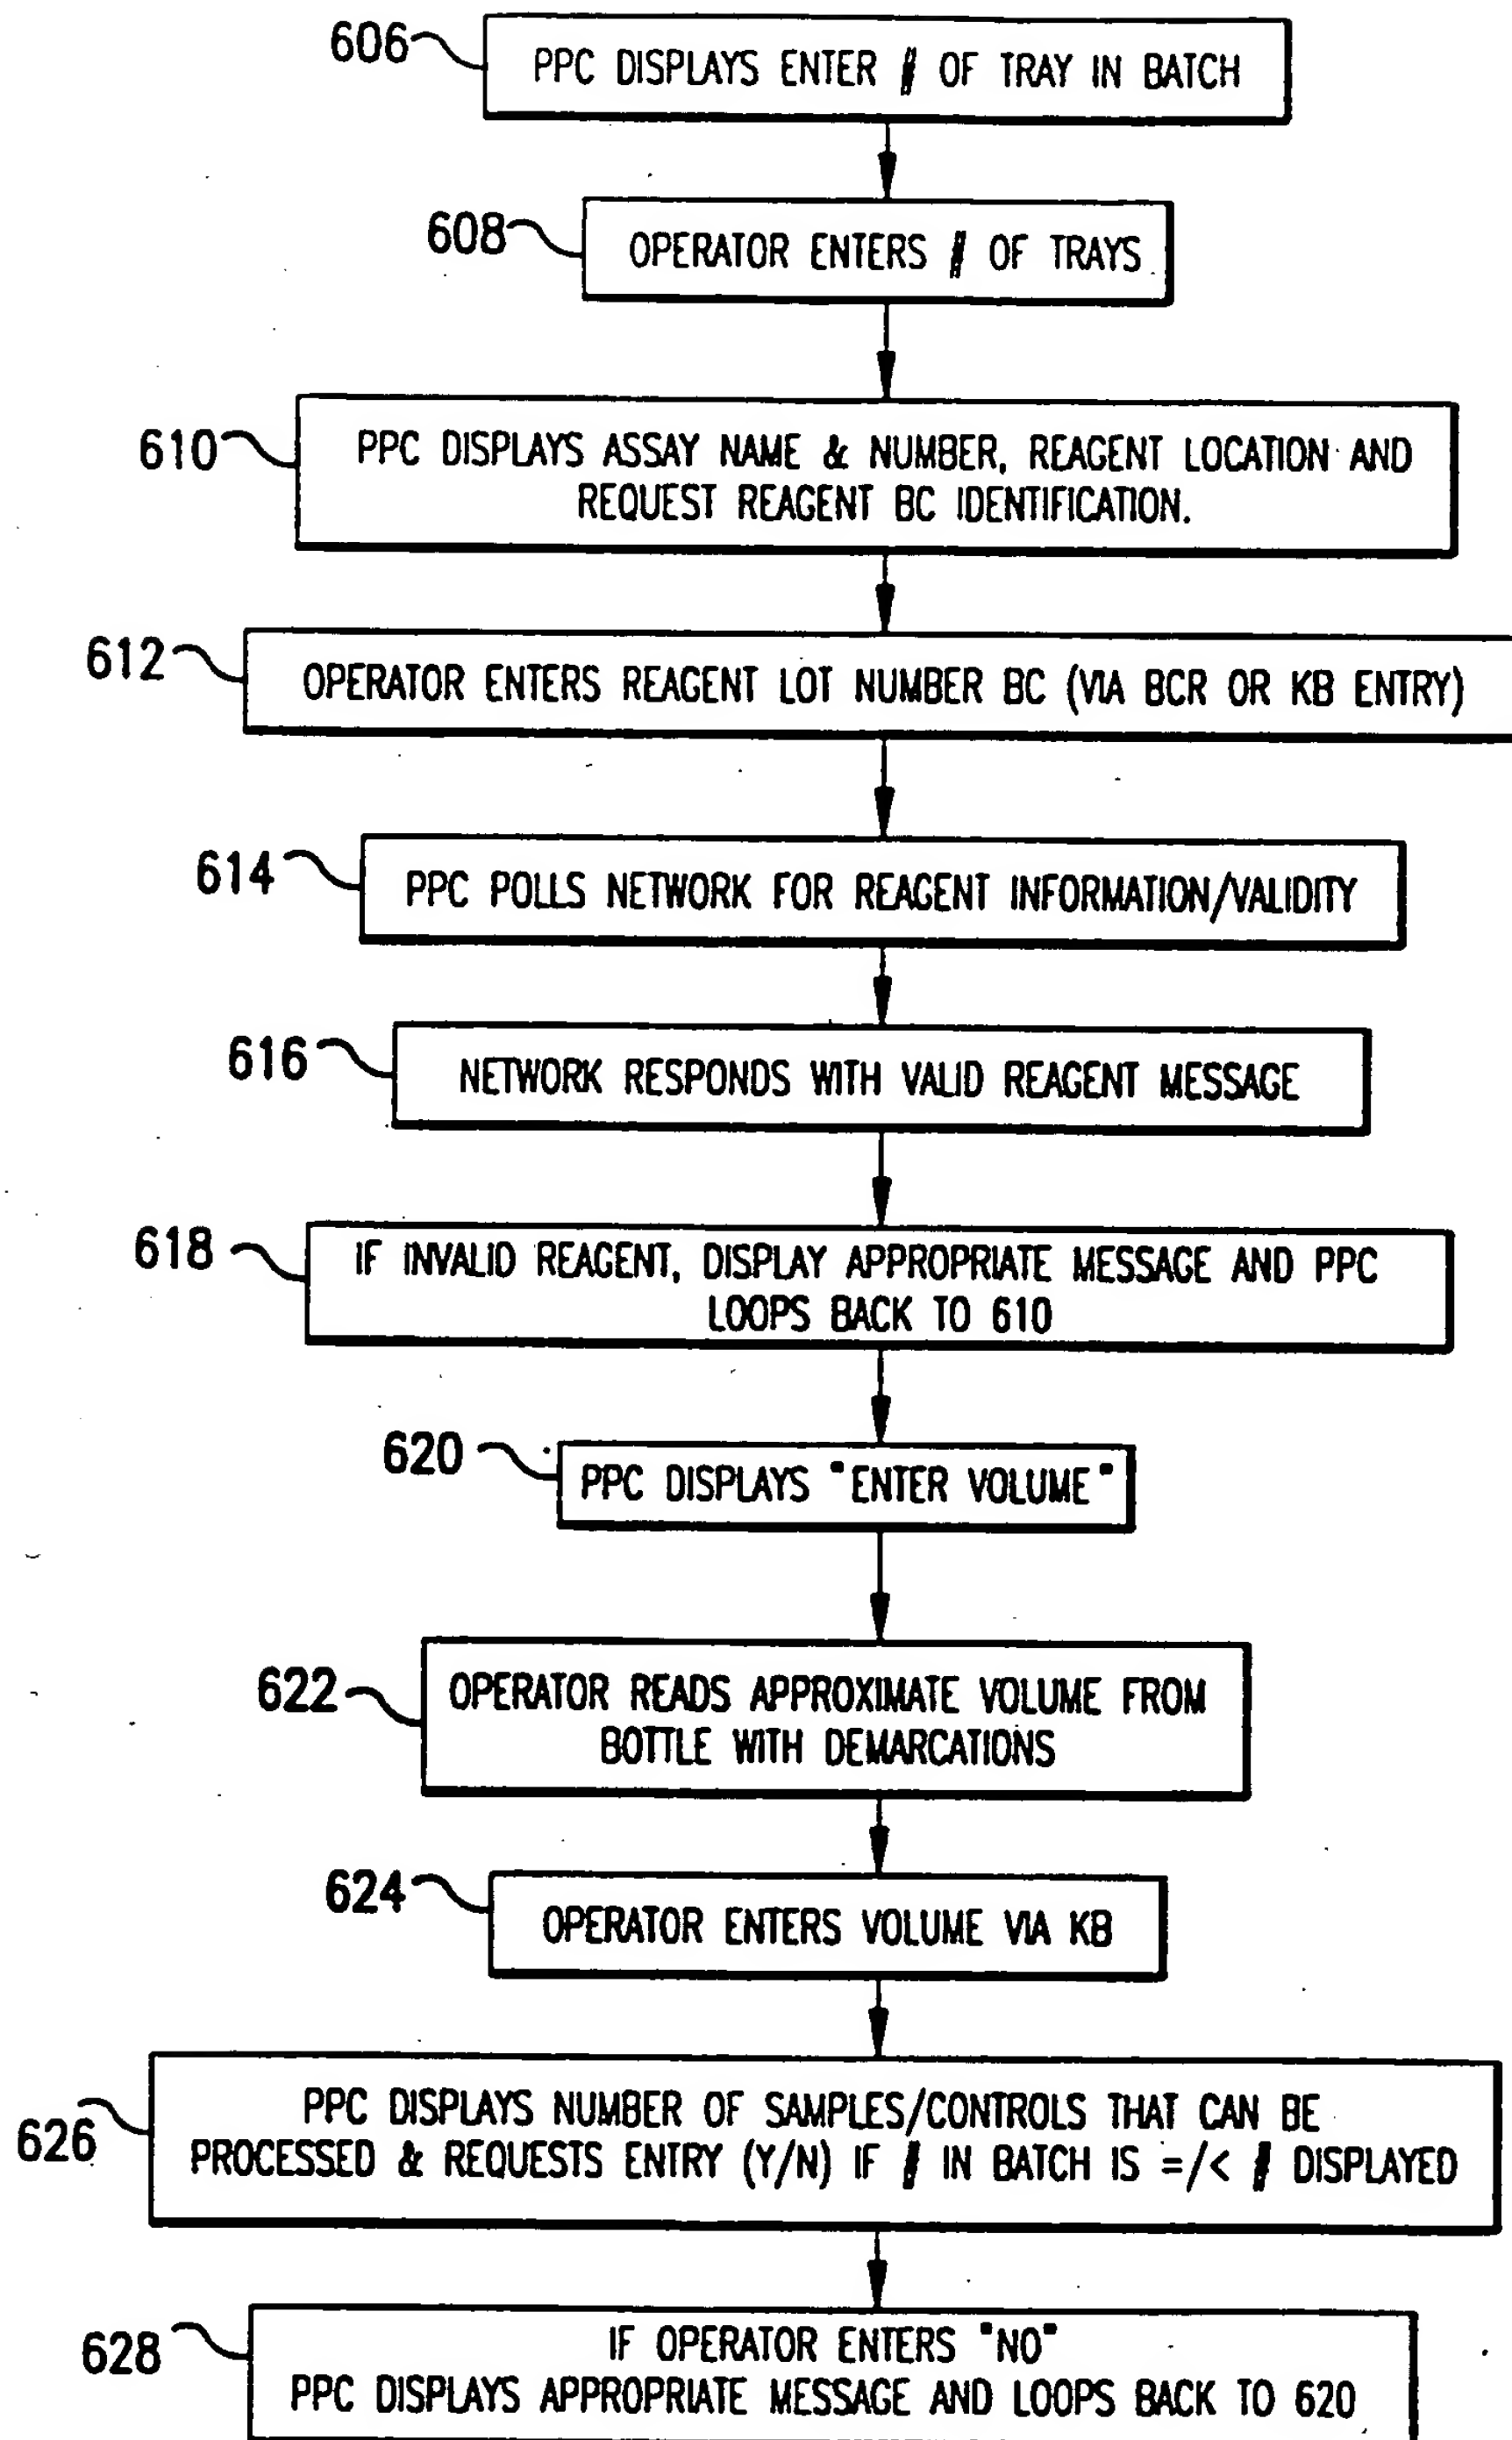 606
PPC DISPLAYS ENTER # OF TRAY IN BATCH
608
OPERATOR ENTERS # OF TRAYS
610
PPC DISPLAYS ASSAY NAME & NUMBER, REAGENT LOCATION AND
REQUEST REAGENT BC IDENTIFICATION.
612
OPERATOR ENTERS REAGENT LOT NUMBER BC (VIA BCR OR KB ENTRY)
614
PPC POLLS NETWORK FOR REAGENT INFORMATION/VALIDITY
616
NETWORK RESPONDS WITH VALID REAGENT MESSAGE
618
IF INVALID REAGENT, DISPLAY APPROPRIATE MESSAGE AND PPC
LOOPS BACK TO 610
620
PPC DISPLAYS "ENTER VOLUME"
622
OPERATOR READS APPROXIMATE VOLUME FROM
BOTTLE WITH DEMARCATIONS
624
OPERATOR ENTERS VOLUME VIA KB
626
PPC DISPLAYS NUMBER OF SAMPLES/CONTROLS THAT CAN BE
PROCESSED & REQUESTS ENTRY (Y/N) IF # IN BATCH IS =/< # DISPLAYED
628
IF OPERATOR ENTERS "NO"
PPC DISPLAYS APPROPRIATE MESSAGE AND LOOPS BACK TO 620